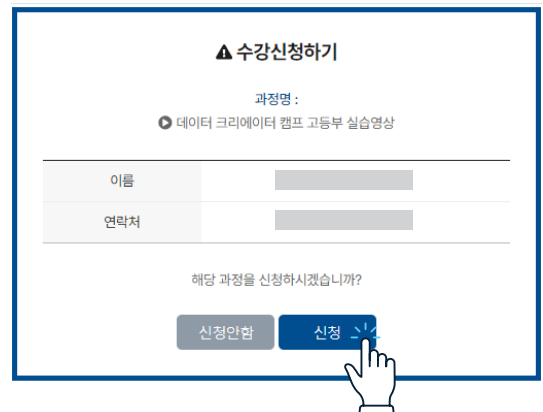 수강신청하기
과정명 :
데이터 크리에이터 캠프 고등부 실습영상
이름
연락처
해당 과정을 신청하시겠습니까?
신청안함
신청